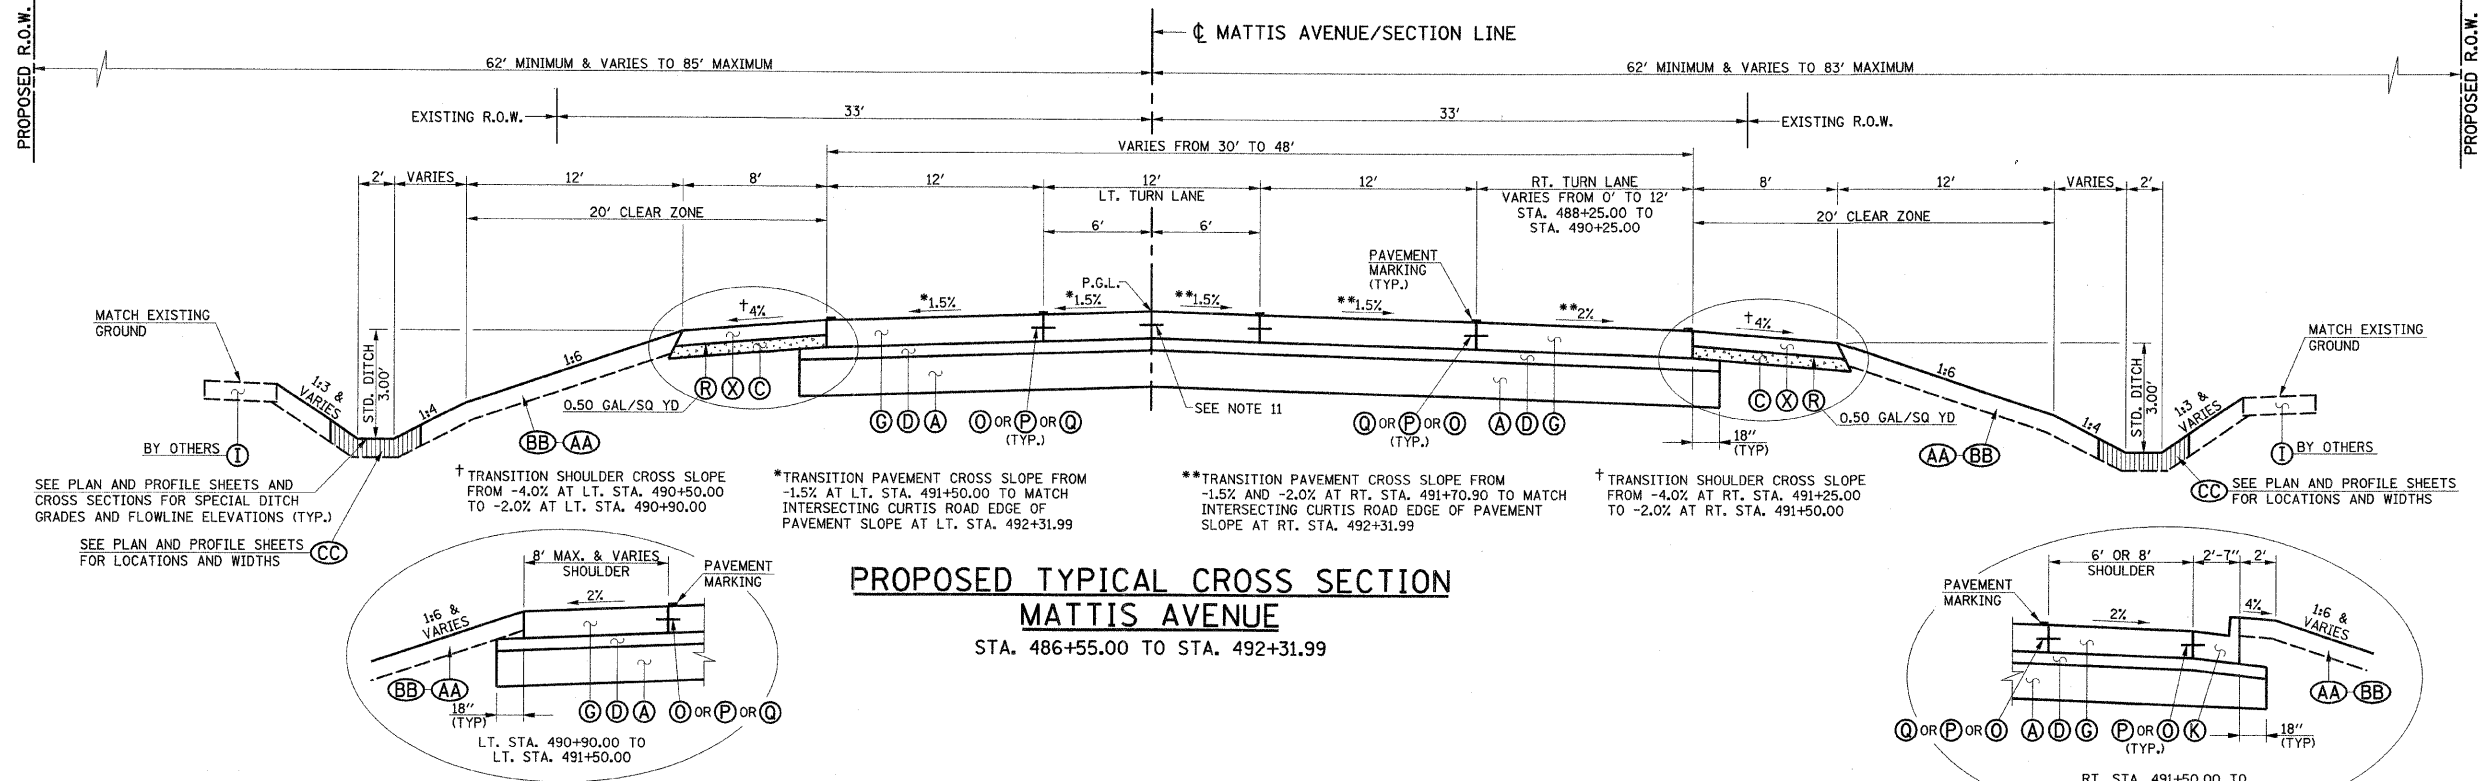 PROPOSED R.O.W.
℄ MATTIS AVENUE/SECTION LINE
PROPOSED R.O.W.
62' MINIMUM & VARIES TO 85' MAXIMUM
62' MINIMUM & VARIES TO 83' MAXIMUM
EXISTING R.O.W.
33'
33'
EXISTING R.O.W.
VARIES FROM 30' TO 48'
2'
VARIES
12'
8'
12'
12'
LT. TURN LANE
12'
RT. TURN LANE
VARIES FROM 0' TO 12'
STA. 488+25.00 TO
STA. 490+25.00
8'
12'
VARIES
2'
20' CLEAR ZONE
6'
6'
20' CLEAR ZONE
PAVEMENT
MARKING
(TYP.)
P.G.L.
†4%
*1.5%
*1.5%
**1.5%
**1.5%
**2%
†4%
MATCH EXISTING
GROUND
STD. DITCH
3.00'
1:6
1:3 &
VARIES
1:4
R X C
0.50 GAL/SQ YD
G D A
O OR P OR Q
(TYP.)
SEE NOTE 11
Q OR P OR O
(TYP.)
A D G
18"
(TYP)
C X R
0.50 GAL/SQ YD
1:6
1:4
STD. DITCH
3.00'
1:3 &
VARIES
MATCH EXISTING
GROUND
BY OTHERS I
BB AA
AA BB
I BY OTHERS
SEE PLAN AND PROFILE SHEETS AND
CROSS SECTIONS FOR SPECIAL DITCH
GRADES AND FLOWLINE ELEVATIONS (TYP.)
SEE PLAN AND PROFILE SHEETS
FOR LOCATIONS AND WIDTHS
CC
† TRANSITION SHOULDER CROSS SLOPE
FROM -4.0% AT LT. STA. 490+50.00
TO -2.0% AT LT. STA. 490+90.00
*TRANSITION PAVEMENT CROSS SLOPE FROM
-1.5% AT LT. STA. 491+50.00 TO MATCH
INTERSECTING CURTIS ROAD EDGE OF
PAVEMENT SLOPE AT LT. STA. 492+31.99
**TRANSITION PAVEMENT CROSS SLOPE FROM
-1.5% AND -2.0% AT RT. STA. 491+70.90 TO MATCH
INTERSECTING CURTIS ROAD EDGE OF PAVEMENT
SLOPE AT RT. STA. 492+31.99
† TRANSITION SHOULDER CROSS SLOPE
FROM -4.0% AT RT. STA. 491+25.00
TO -2.0% AT RT. STA. 491+50.00
CC
SEE PLAN AND PROFILE SHEETS
FOR LOCATIONS AND WIDTHS
8' MAX. & VARIES
SHOULDER
PAVEMENT
MARKING
2%
1:6 &
VARIES
BB AA
18"
(TYP)
G D A
O OR P OR Q
LT. STA. 490+90.00 TO
LT. STA. 491+50.00
PROPOSED TYPICAL CROSS SECTION
MATTIS AVENUE
STA. 486+55.00 TO STA. 492+31.99
6' OR 8'
SHOULDER
2'-7"
2'
PAVEMENT
MARKING
2%
4%
1:6 &
VARIES
AA BB
Q OR P OR O
A D G
P OR O
(TYP.)
K
18"
(TYP)
RT. STA. 491+50.00 TO